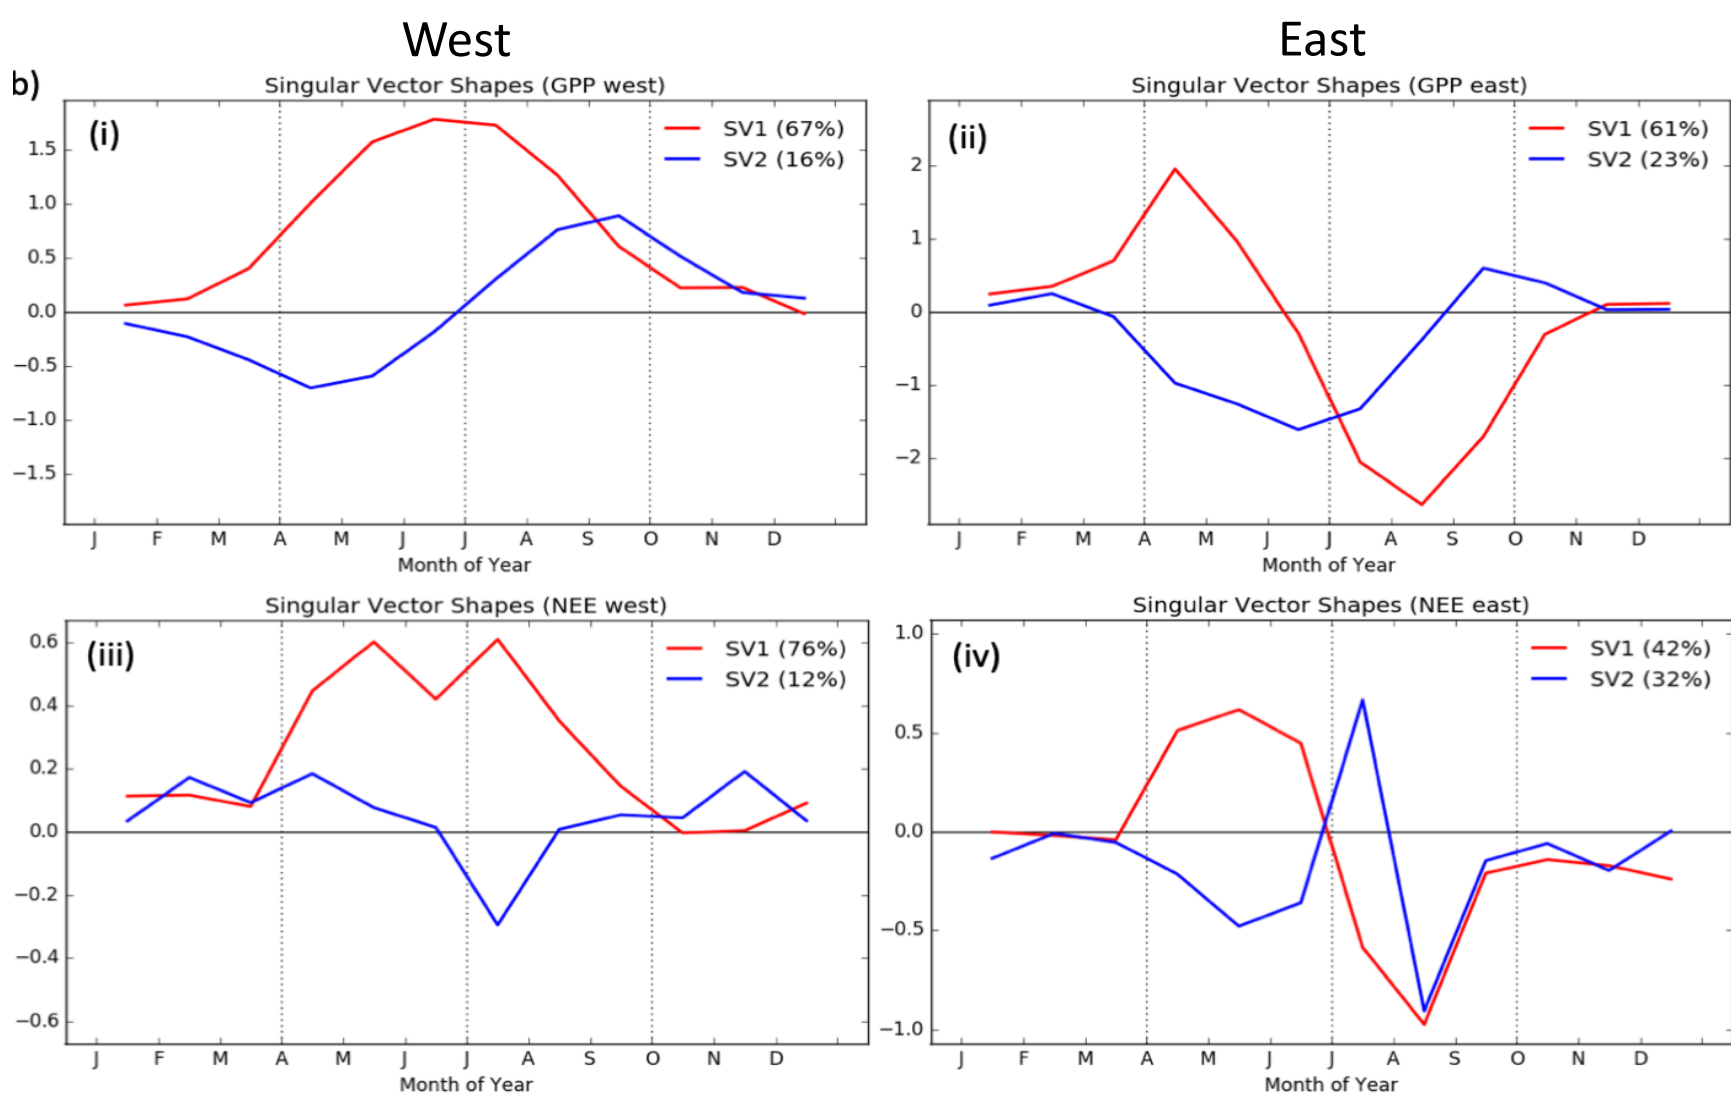 West East
b)
Singular Vector Shapes (GPP west)
(i)
SV1 (67%)
SV2 (16%)
1.5
1.0
0.5
0.0
−0.5
−1.0
−1.5
J F M A M J J A S O N D
Month of Year
Singular Vector Shapes (GPP east)
(ii)
SV1 (61%)
SV2 (23%)
2
1
0
−1
−2
J F M A M J J A S O N D
Month of Year
Singular Vector Shapes (NEE west)
(iii)
SV1 (76%)
SV2 (12%)
0.6
0.4
0.2
0.0
−0.2
−0.4
−0.6
J F M A M J J A S O N D
Month of Year
Singular Vector Shapes (NEE east)
(iv)
SV1 (42%)
SV2 (32%)
1.0
0.5
0.0
−0.5
−1.0
J F M A M J J A S O N D
Month of Year